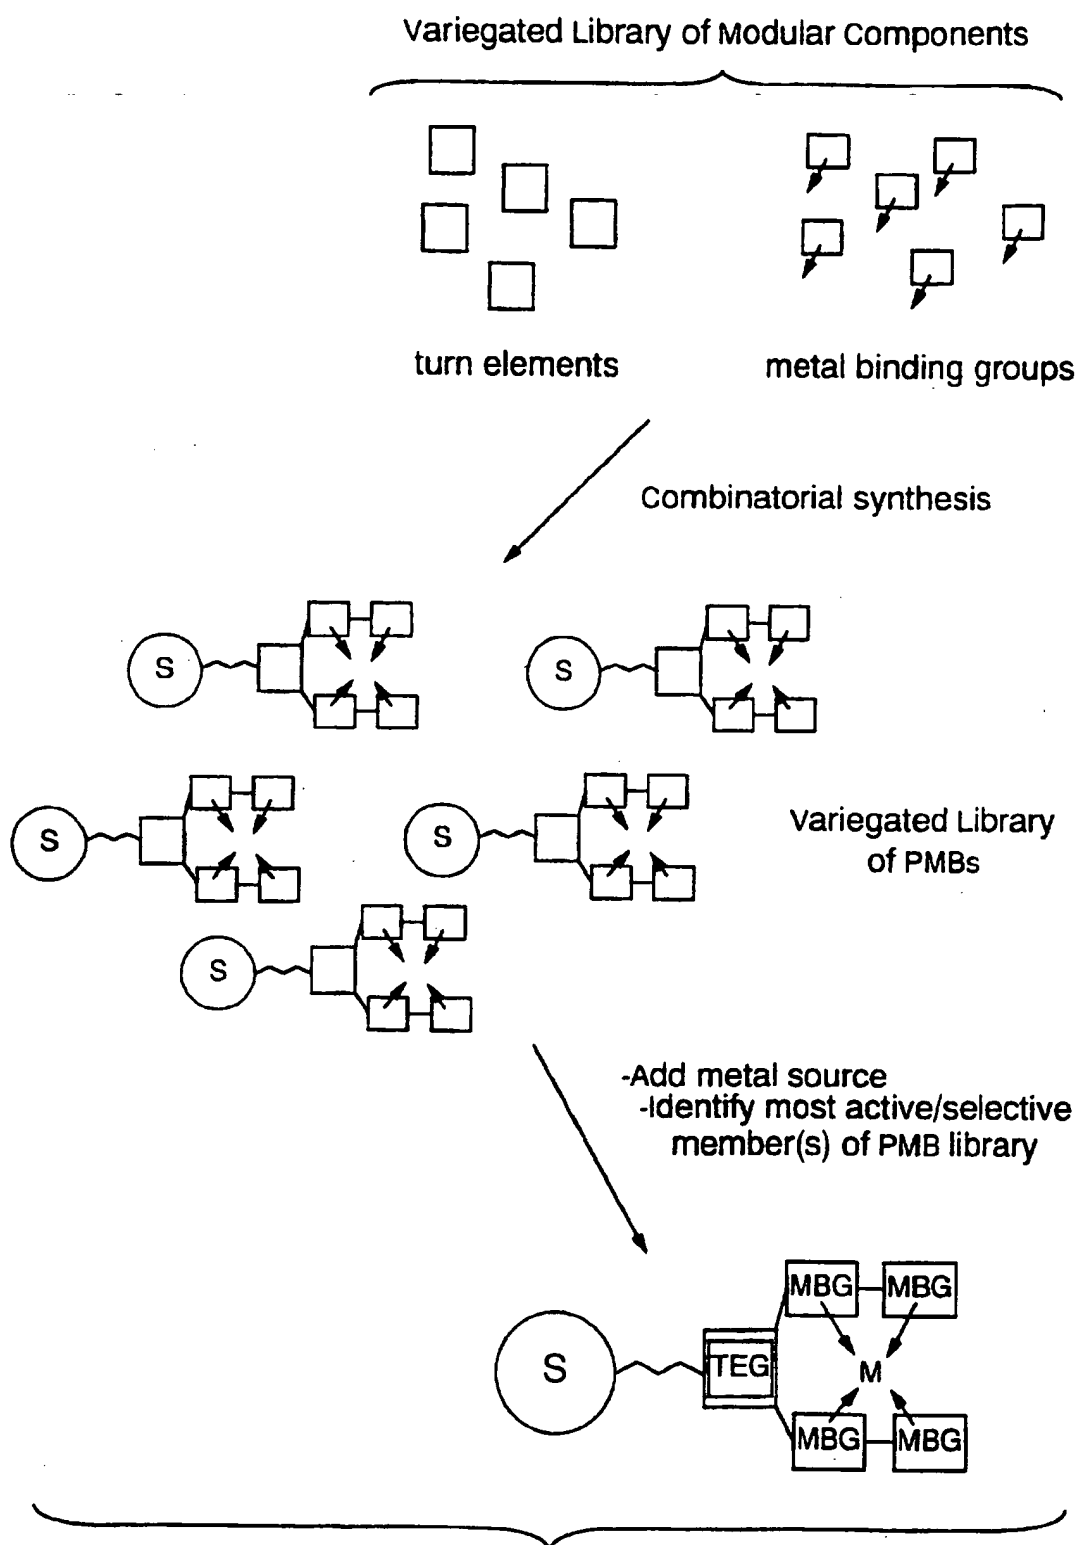 Variegated Library of Modular Components
turn elements
metal binding groups
Combinatorial synthesis
S
S
S
S
Variegated Library
of PMBs
S
-Add metal source
-Identify most active/selective
member(s) of PMB library
MBG
MBG
S
TEG
M
MBG
MBG